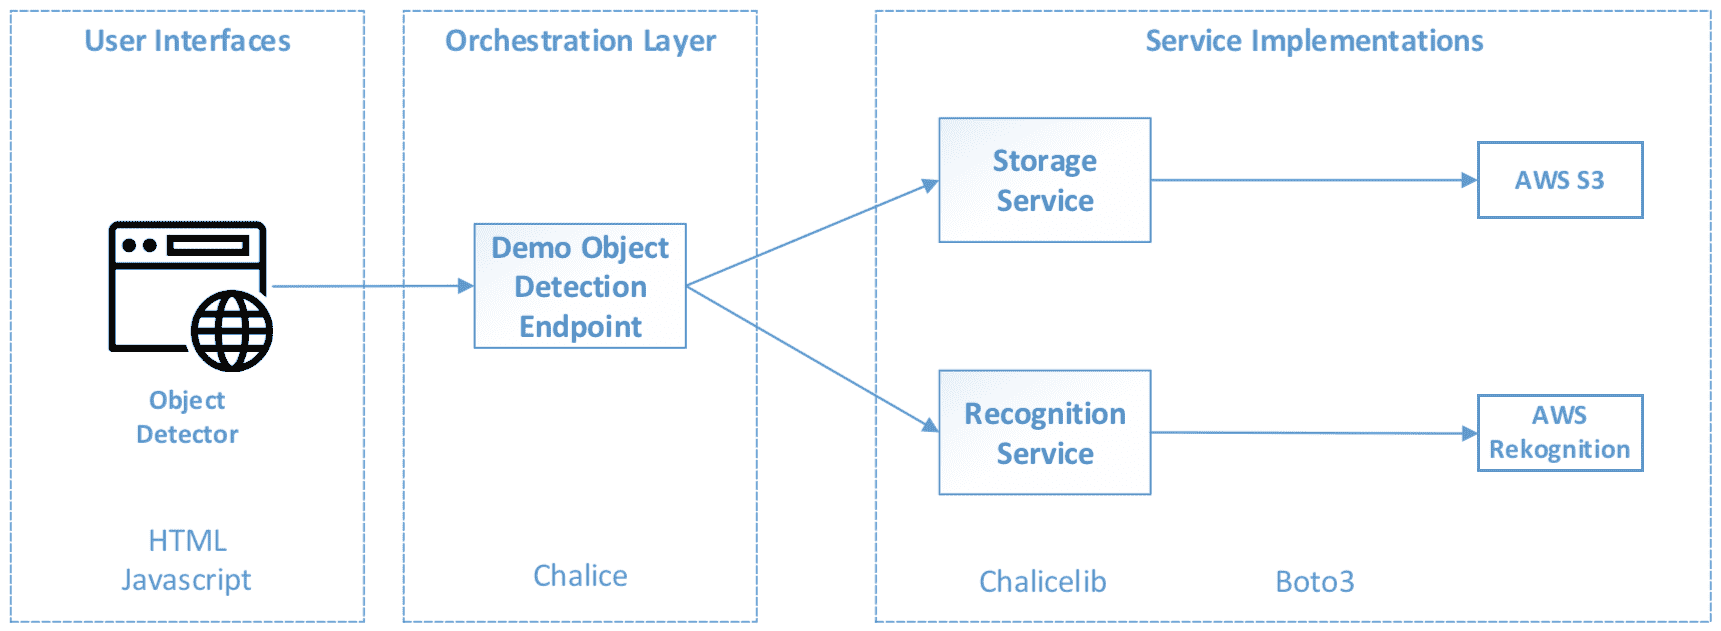 User Interfaces
Object
Detector
HTML
Javascript
Orchestration Layer
Demo Object
Detection
Endpoint
Chalice
Service Implementations
Storage
Service
AWS S3
Recognition
Service
AWS
Rekognition
Chalicelib
Boto3